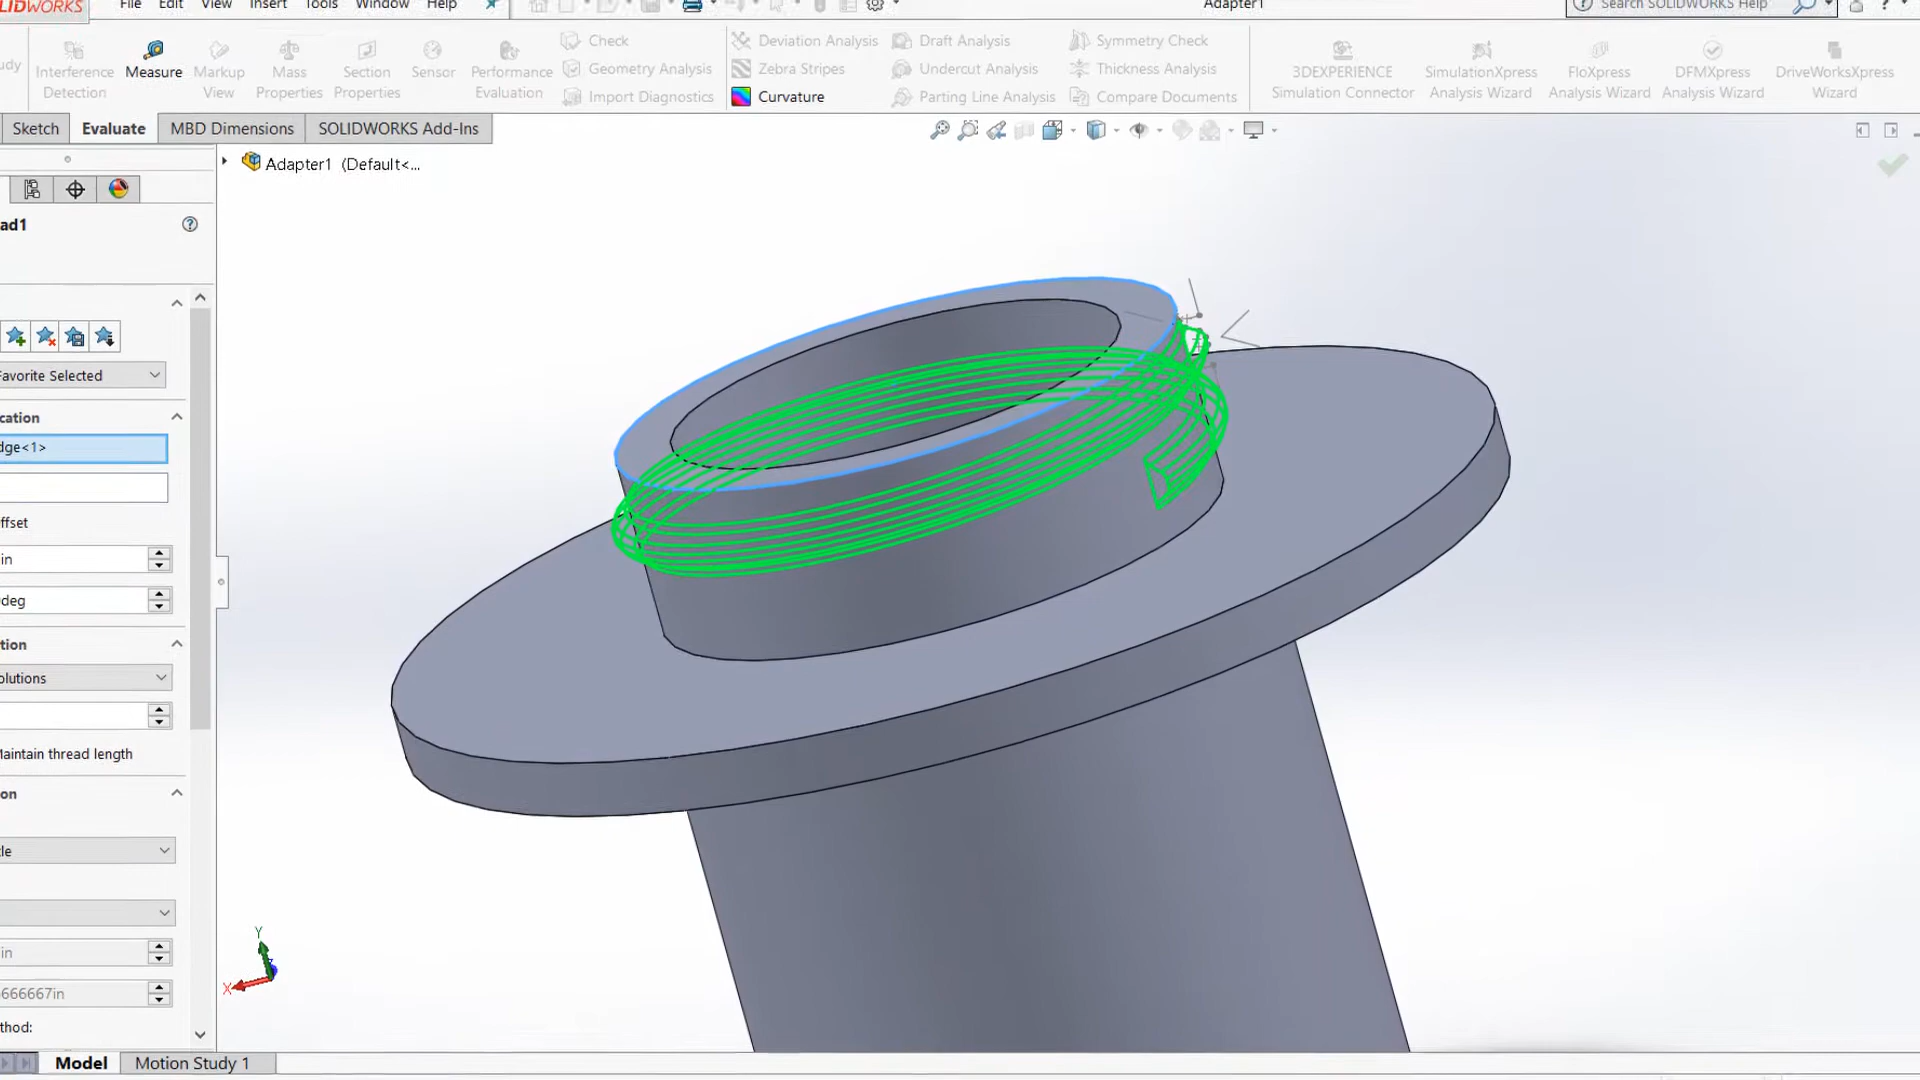 SOLIDWORKS File Edit View Insert Tools Window Help Adapter1 Search SOLIDWORKS Help
Interference Detection
Measure
Markup View
Mass Properties
Section Properties
Sensor
Performance Evaluation
Check
Geometry Analysis
Import Diagnostics
Deviation Analysis
Zebra Stripes
Curvature
Draft Analysis
Undercut Analysis
Parting Line Analysis
Symmetry Check
Thickness Analysis
Compare Documents
3DEXPERIENCE Simulation Connector
SimulationXpress Analysis Wizard
FloXpress Analysis Wizard
DFMXpress Analysis Wizard
DriveWorksXpress Wizard
Sketch Evaluate MBD Dimensions SOLIDWORKS Add-Ins
Adapter1 (Default<...
ad1
Favorite Selected
cation
dge<1>
ffset
in
deg
tion
olutions
Maintain thread length
on
le
in
666667in
thod:
Y
X
Model Motion Study 1